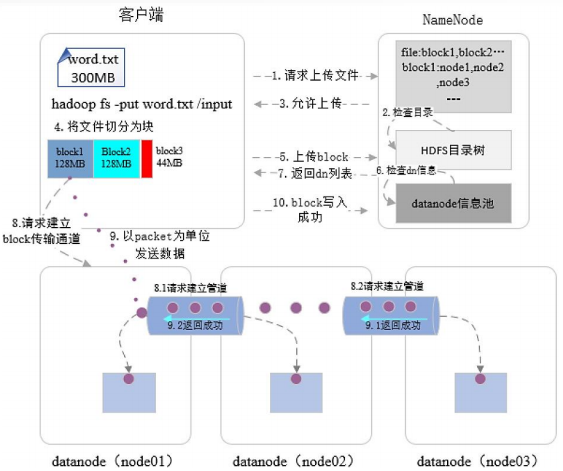 客户端
NameNode
word.txt
300MB
hadoop fs -put word.txt /input
4. 将文件切分为块
block1
128MB
Block2
128MB
block3
44MB
1. 请求上传文件
3. 允许上传
5. 上传block
7. 返回dn列表
10. block写入
成功
file:block1,block2…
block1:node1,node2
,node3
---
2. 检查目录
HDFS目录树
6. 检查dn信息
datanode信息池
8. 请求建立
block传输通道
9. 以packet为单位
发送数据
8.1请求建立管道
9.2返回成功
8.2请求建立管道
9.1返回成功
datanode（node01）
datanode（node02）
datanode（node03）